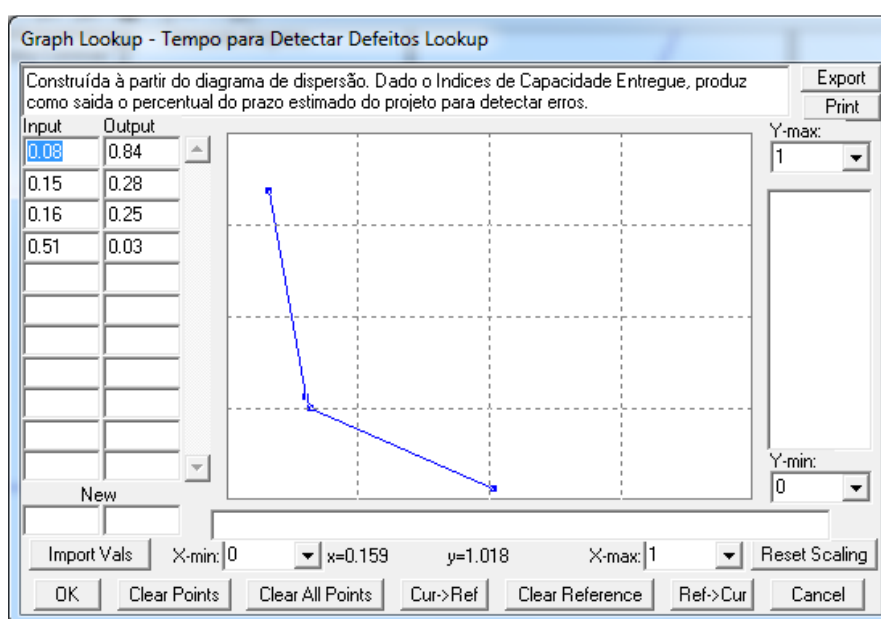 Graph Lookup - Tempo para Detectar Defeitos Lookup
Construída à partir do diagrama de dispersão. Dado o Indices de Capacidade Entregue, produz
como saida o percentual do prazo estimado do projeto para detectar erros.
Export
Print
Input Output
Y-max:
0.08 0.84
1
0.15 0.28
0.16 0.25
0.51 0.03
Y-min:
0
New
Import Vals X-min: 0 x=0.159 y=1.018 X-max: 1 Reset Scaling
OK Clear Points Clear All Points Cur->Ref Clear Reference Ref->Cur Cancel